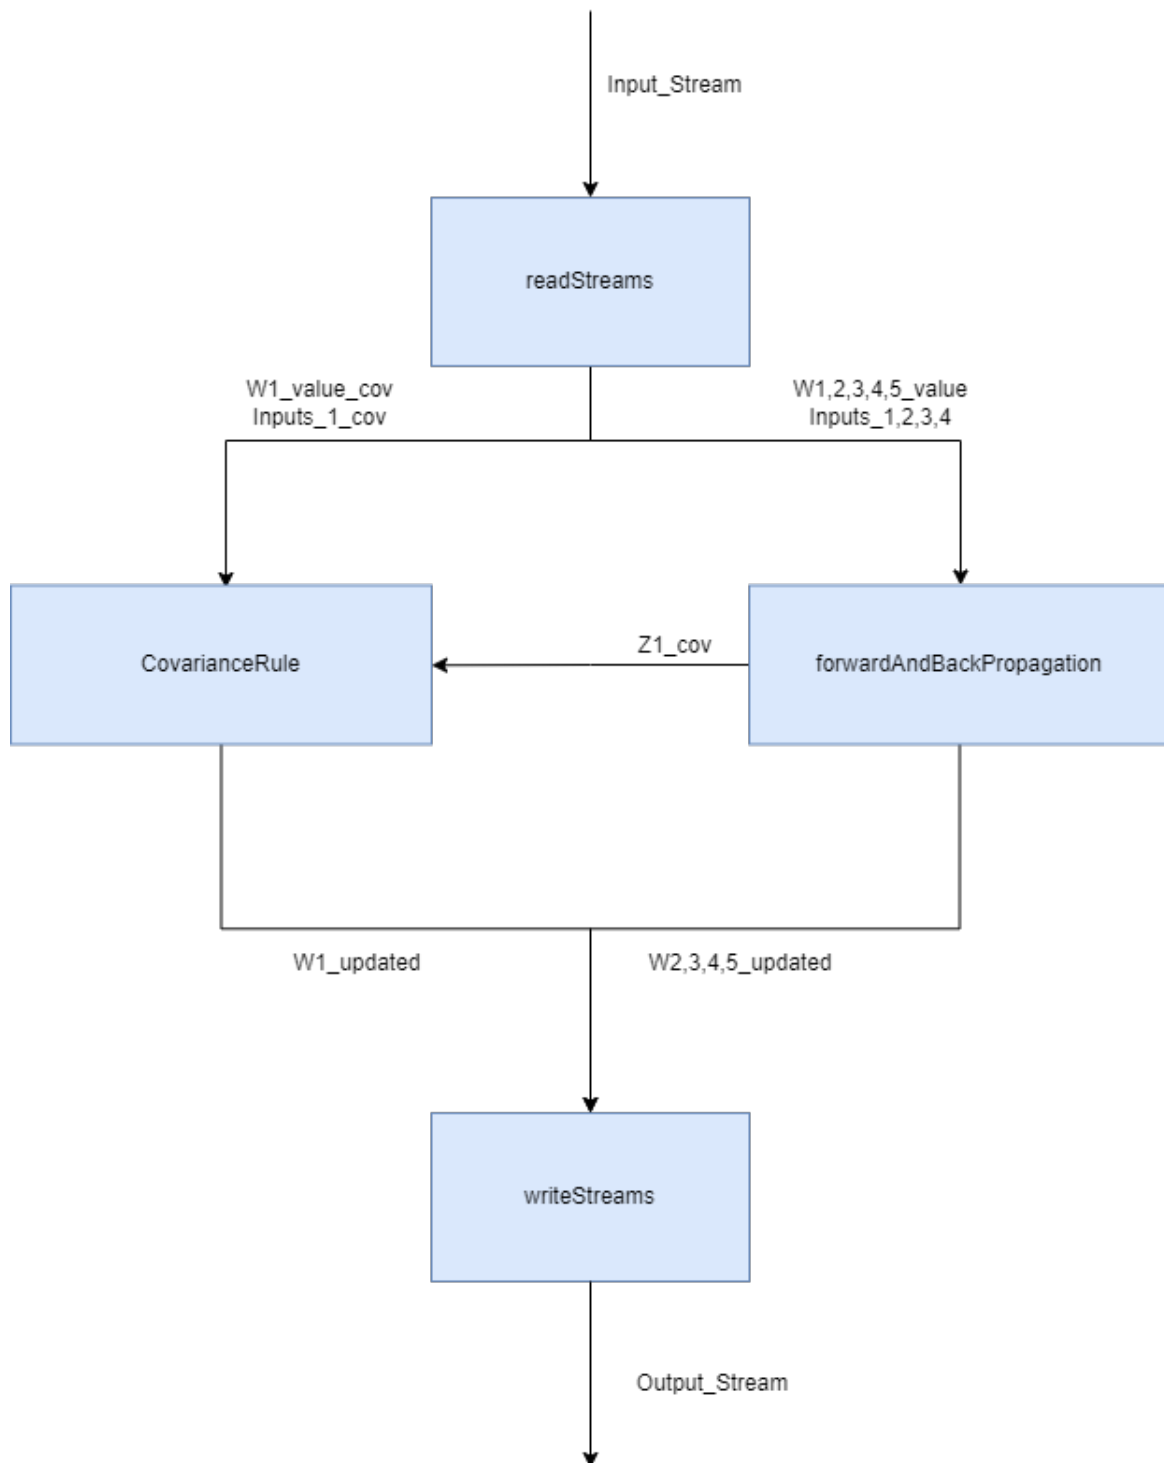 Input_Stream
readStreams
W1_value_cov
Inputs_1_cov
W1,2,3,4,5_value
Inputs_1,2,3,4
CovarianceRule
Z1_cov
forwardAndBackPropagation
W1_updated
W2,3,4,5_updated
writeStreams
Output_Stream